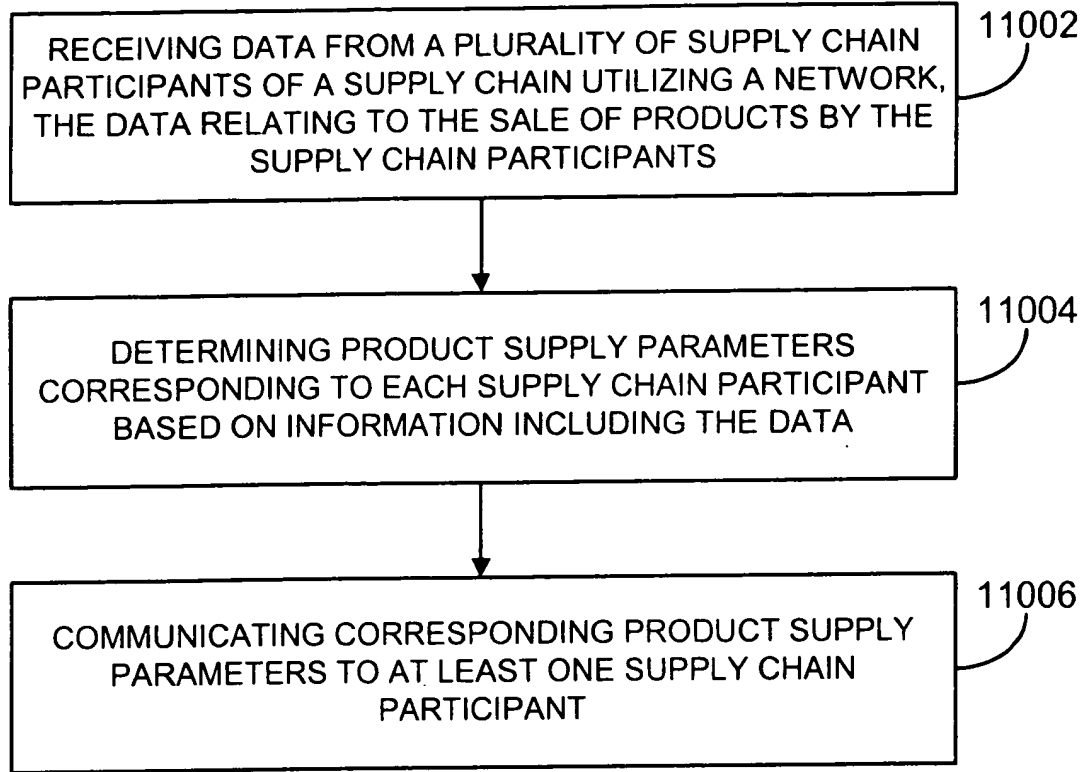 RECEIVING DATA FROM A PLURALITY OF SUPPLY CHAIN
PARTICIPANTS OF A SUPPLY CHAIN UTILIZING A NETWORK,
THE DATA RELATING TO THE SALE OF PRODUCTS BY THE
SUPPLY CHAIN PARTICIPANTS
11002
DETERMINING PRODUCT SUPPLY PARAMETERS
CORRESPONDING TO EACH SUPPLY CHAIN PARTICIPANT
BASED ON INFORMATION INCLUDING THE DATA
11004
COMMUNICATING CORRESPONDING PRODUCT SUPPLY
PARAMETERS TO AT LEAST ONE SUPPLY CHAIN
PARTICIPANT
11006